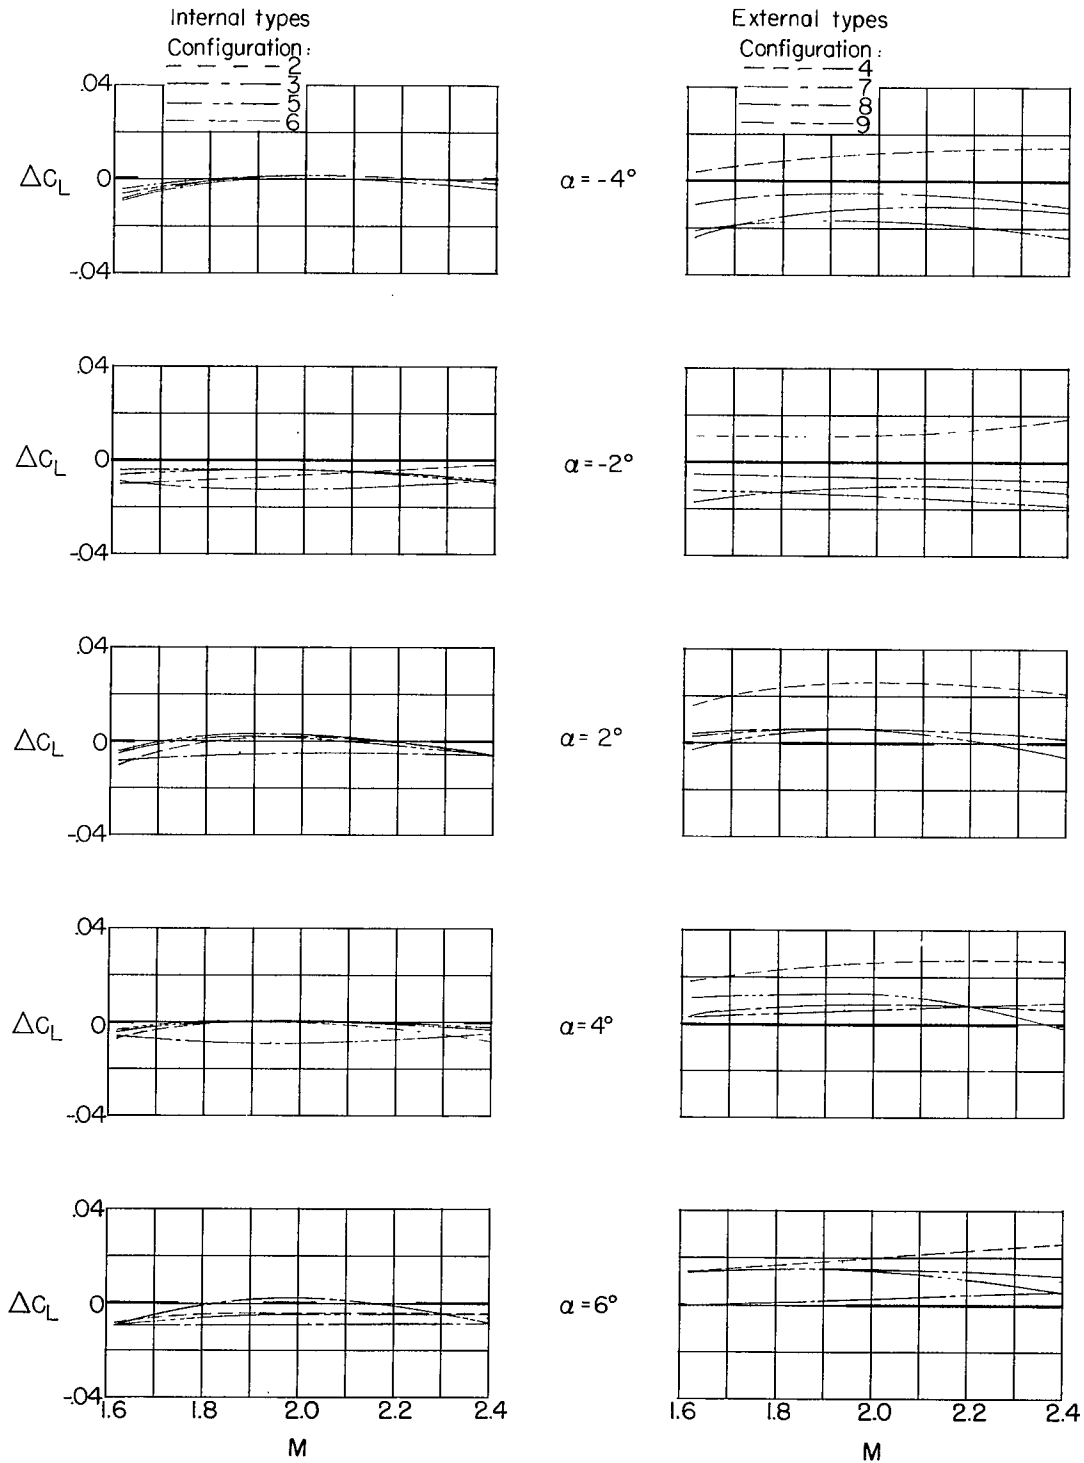 Internal types
Configuration:
2
3
5
6
External types
Configuration:
4
7
8
9
.04
ΔC_L 0
-.04
α = -4°
.04
ΔC_L 0
-.04
α = -2°
.04
ΔC_L 0
-.04
α = 2°
.04
ΔC_L 0
-.04
α = 4°
.04
ΔC_L 0
-.04
α = 6°
1.6 1.8 2.0 2.2 2.4
M
1.6 1.8 2.0 2.2 2.4
M